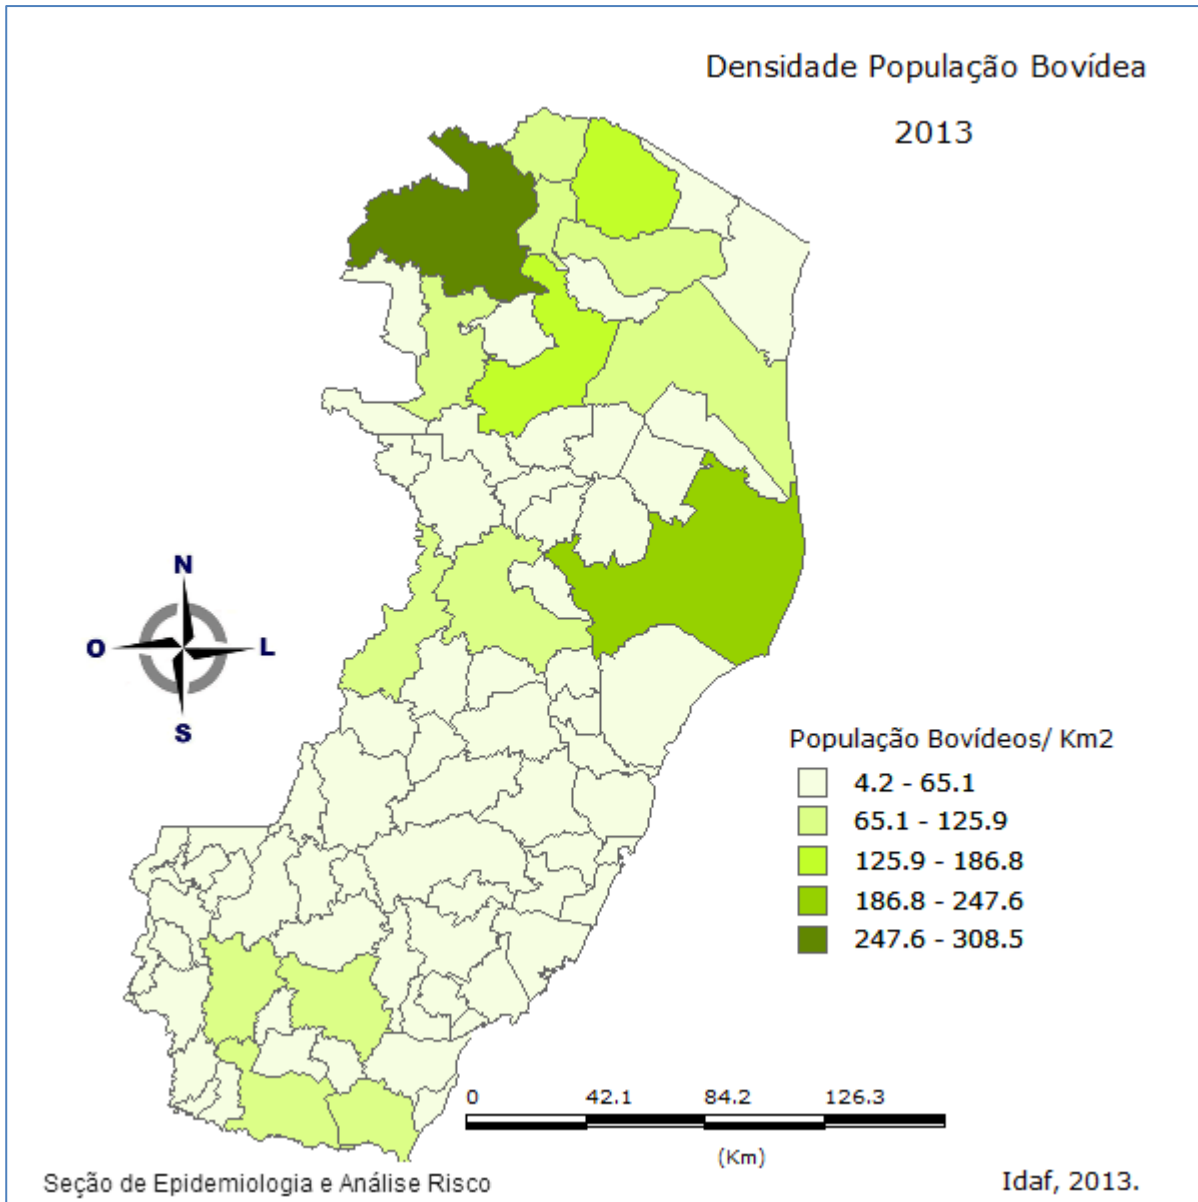 Densidade População Bovídea
2013
N
O
L
S
População Bovídeos/ Km2
4.2 - 65.1
65.1 - 125.9
125.9 - 186.8
186.8 - 247.6
247.6 - 308.5
0 42.1 84.2 126.3
(Km)
Seção de Epidemiologia e Análise Risco
Idaf, 2013.